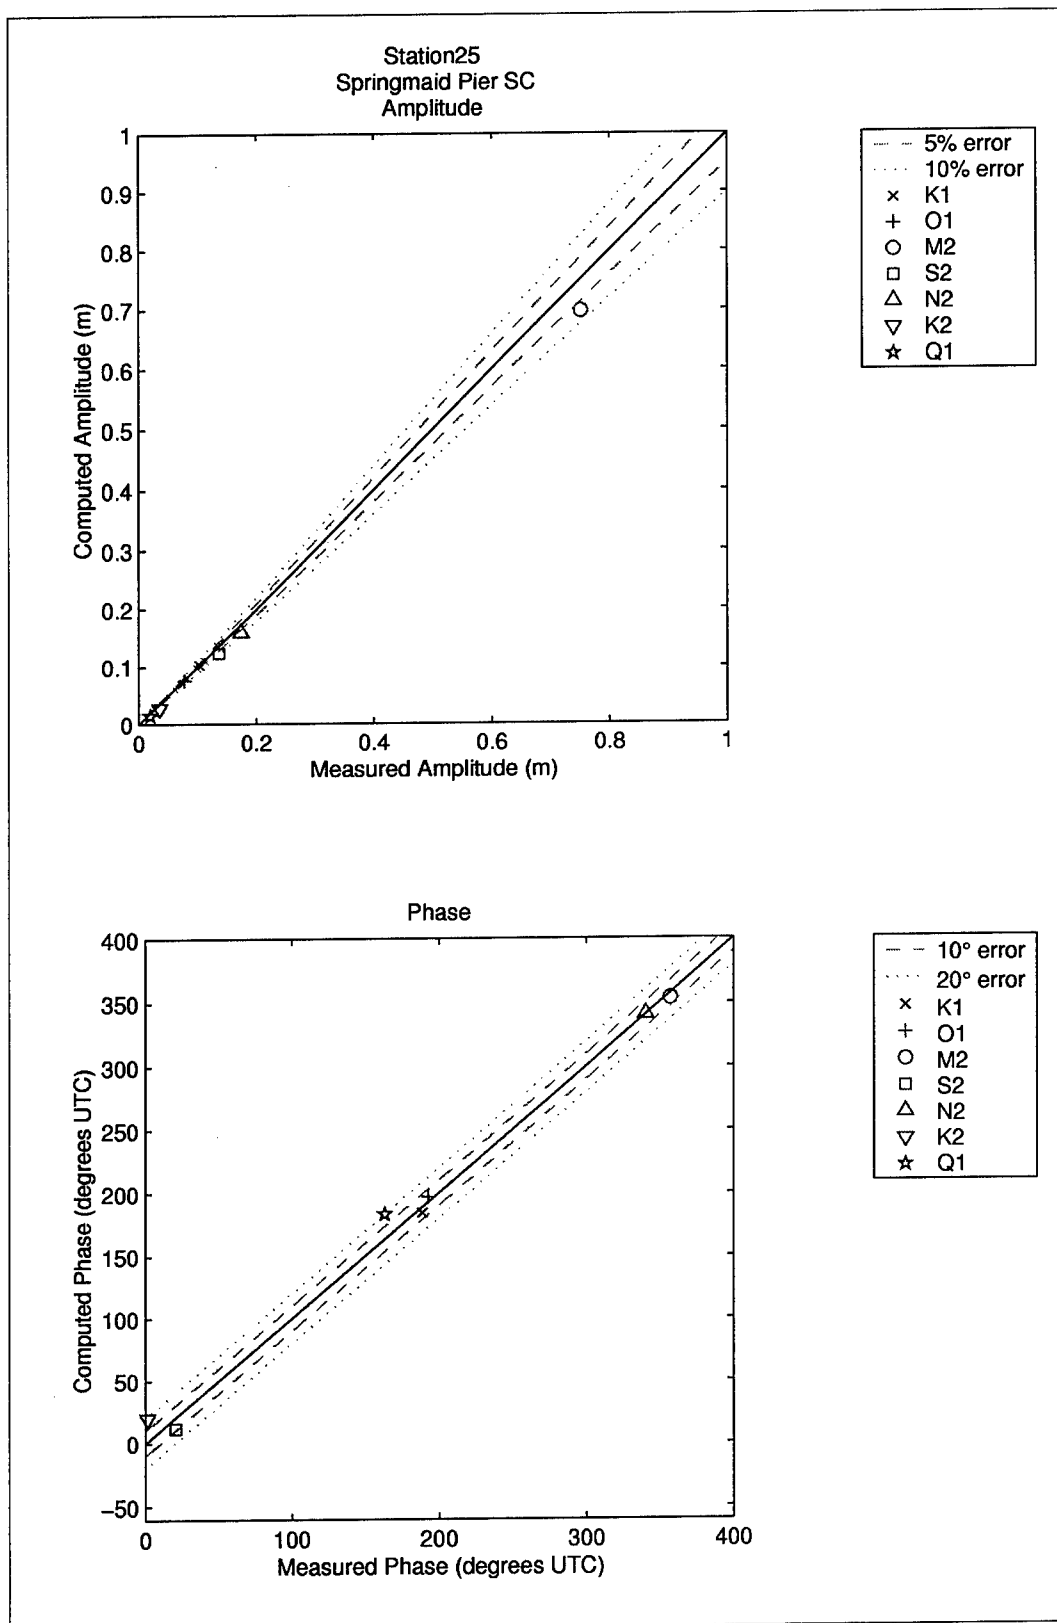 Station25
Springmaid Pier SC
Amplitude
1
0.9
0.8
0.7
0.6
0.5
0.4
0.3
0.2
0.1
0
Computed Amplitude (m)
0 0.2 0.4 0.6 0.8 1
Measured Amplitude (m)
5% error
10% error
K1
O1
M2
S2
N2
K2
Q1
Phase
400
350
300
250
200
150
100
50
0
−50
Computed Phase (degrees UTC)
0 100 200 300 400
Measured Phase (degrees UTC)
10° error
20° error
K1
O1
M2
S2
N2
K2
Q1